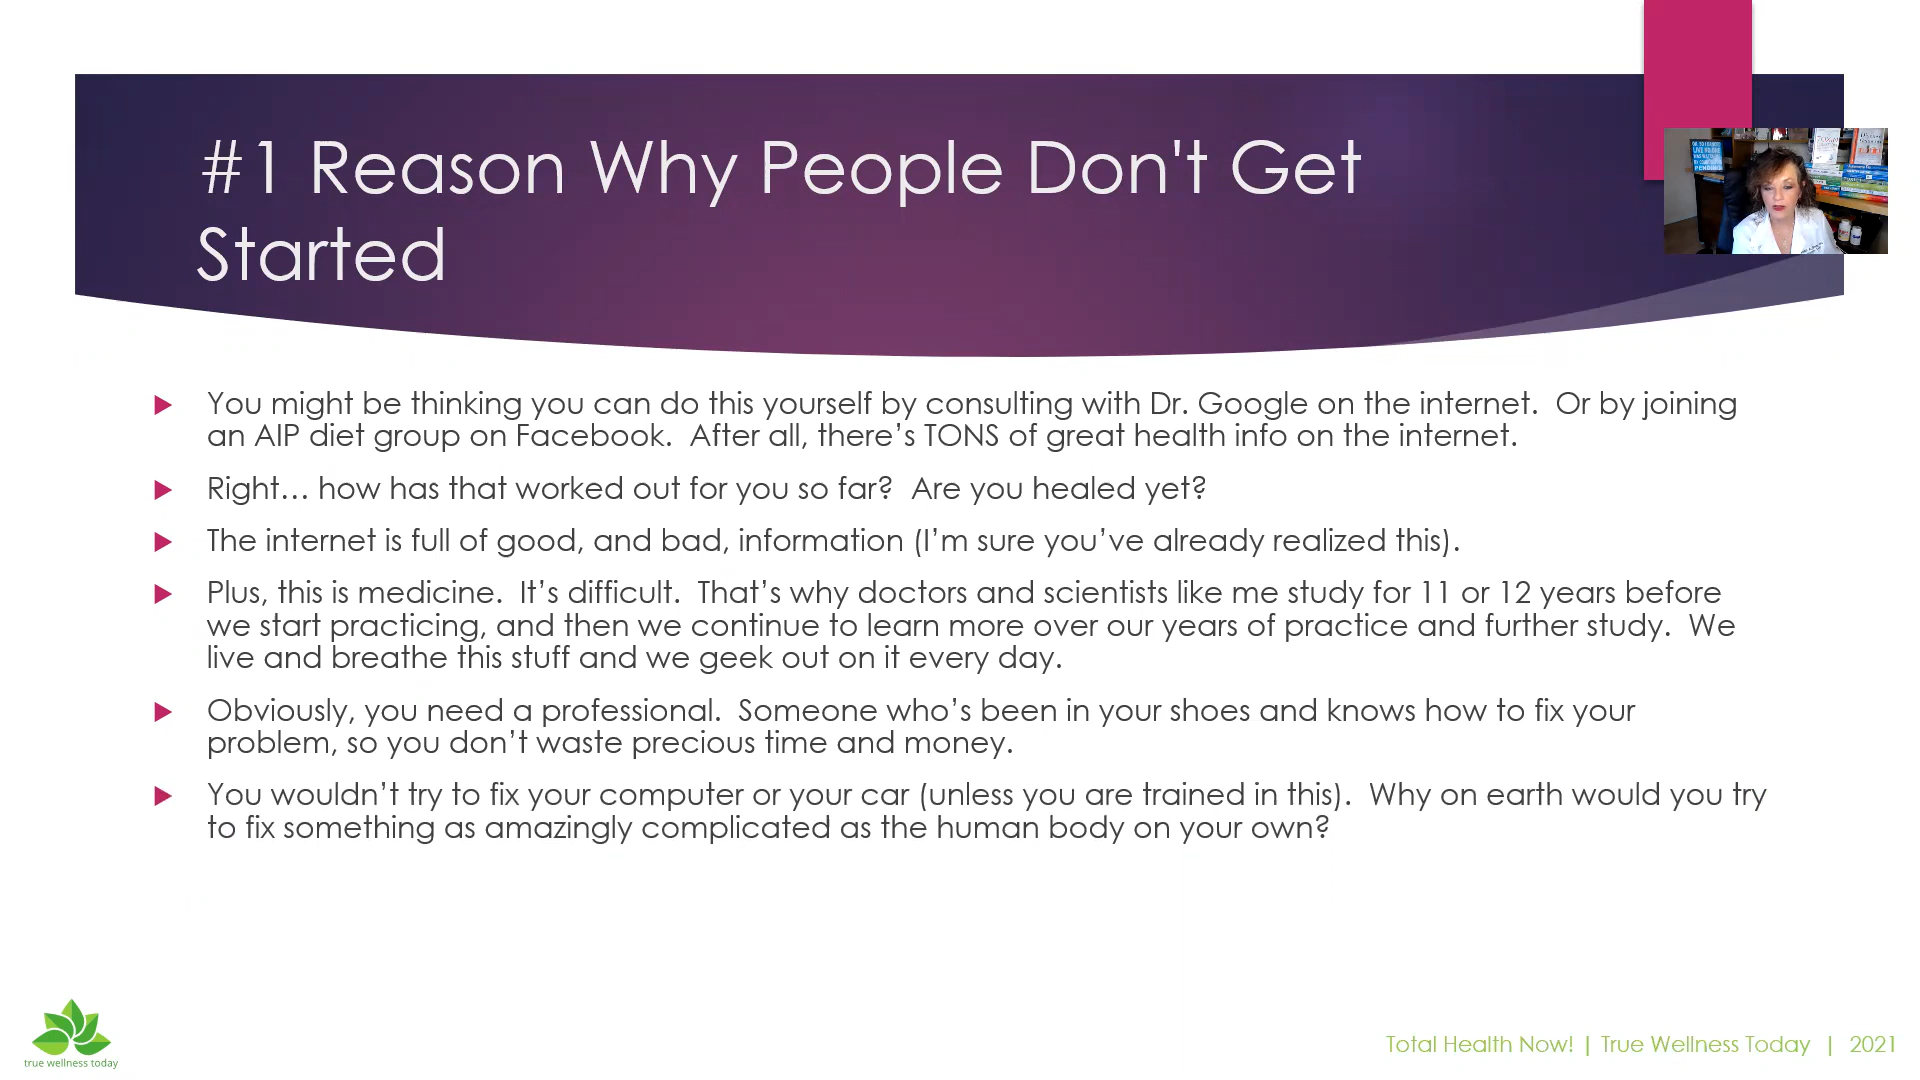 #1 Reason Why People Don't Get
Started
You might be thinking you can do this yourself by consulting with Dr. Google on the internet.  Or by joining
an AIP diet group on Facebook.  After all, there’s TONS of great health info on the internet.
Right… how has that worked out for you so far?  Are you healed yet?
The internet is full of good, and bad, information (I’m sure you’ve already realized this).
Plus, this is medicine.  It’s difficult.  That’s why doctors and scientists like me study for 11 or 12 years before
we start practicing, and then we continue to learn more over our years of practice and further study.  We
live and breathe this stuff and we geek out on it every day.
Obviously, you need a professional.  Someone who’s been in your shoes and knows how to fix your
problem, so you don’t waste precious time and money.
You wouldn’t try to fix your computer or your car (unless you are trained in this).  Why on earth would you try
to fix something as amazingly complicated as the human body on your own?
true wellness today
Total Health Now! | True Wellness Today | 2021